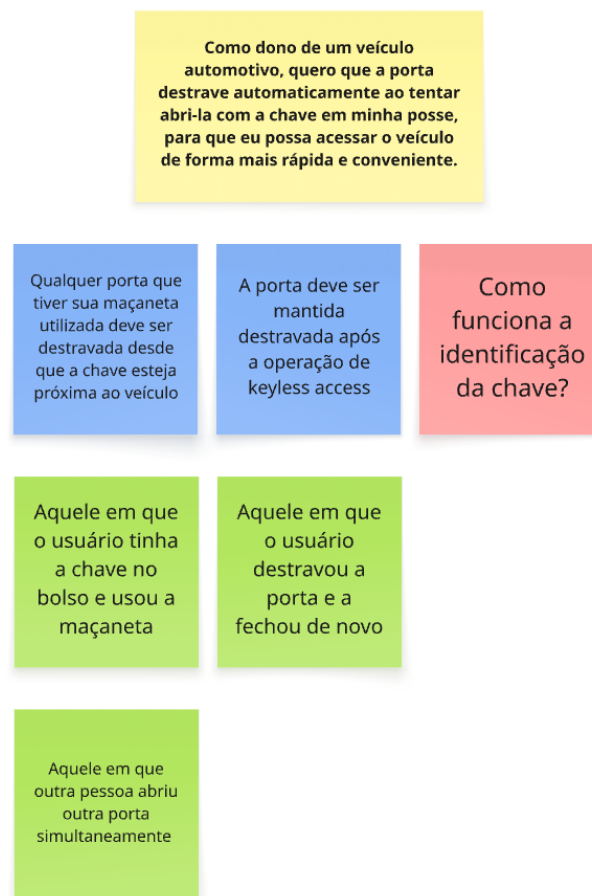 Como dono de um veículo
automotivo, quero que a porta
destrave automaticamente ao tentar
abri-la com a chave em minha posse,
para que eu possa acessar o veículo
de forma mais rápida e conveniente.
Qualquer porta que
tiver sua maçaneta
utilizada deve ser
destravada desde
que a chave esteja
próxima ao veículo
A porta deve ser
mantida
destravada após
a operação de
keyless access
Como
funciona a
identificação
da chave?
Aquele em que
o usuário tinha
a chave no
bolso e usou a
maçaneta
Aquele em que
o usuário
destravou a
porta e a
fechou de novo
Aquele em que
outra pessoa abriu
outra porta
simultaneamente